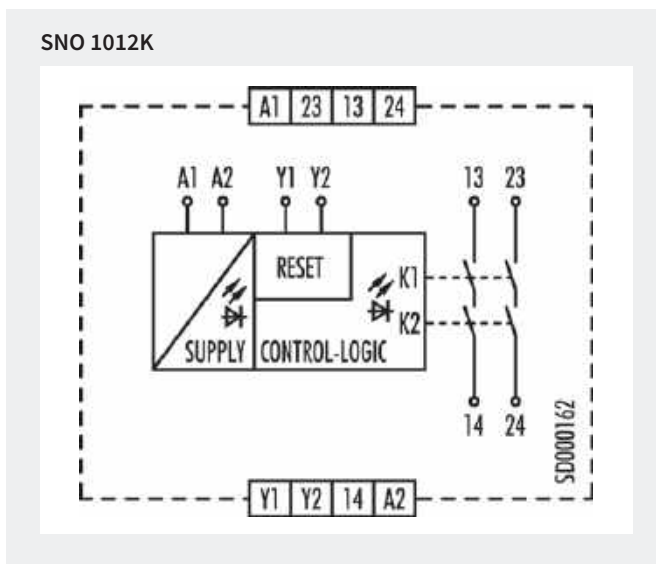 SNO 1012K
A1 23 13 24
A1 A2 Y1 Y2 13 23
RESET
K1
K2
SUPPLY CONTROL-LOGIC
14 24
SD000162
Y1 Y2 14 A2